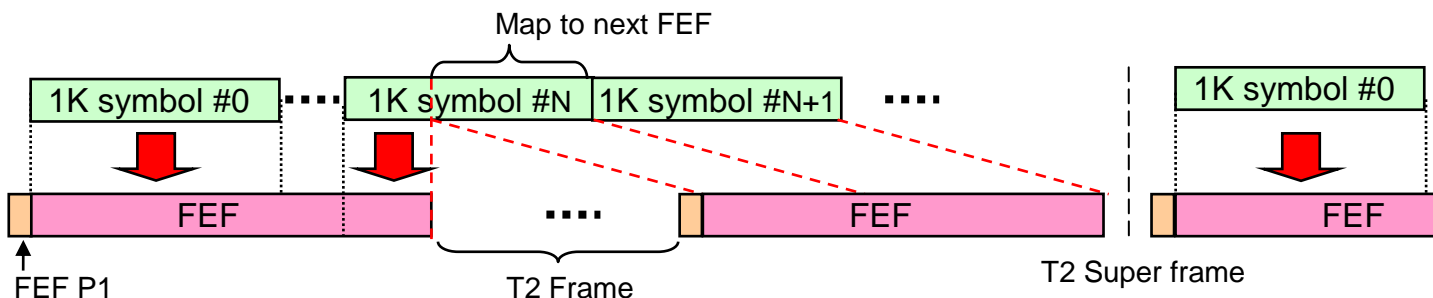 Map to next FEF
1K symbol #0
1K symbol #N
1K symbol #N+1
1K symbol #0
FEF
FEF
FEF
FEF P1
T2 Frame
T2 Super frame